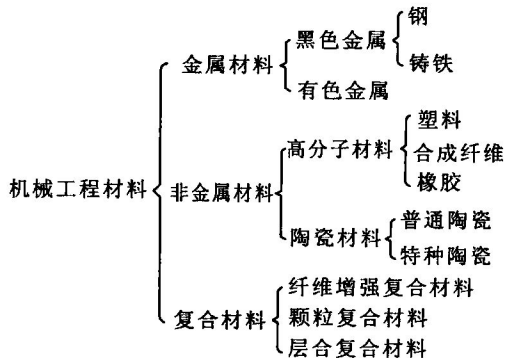 钢
黑色金属
金属材料
铸铁
有色金属
塑料
高分子材料
合成纤维
橡胶
机械工程材料
非金属材料
普通陶瓷
陶瓷材料
特种陶瓷
纤维增强复合材料
复合材料
颗粒复合材料
层合复合材料